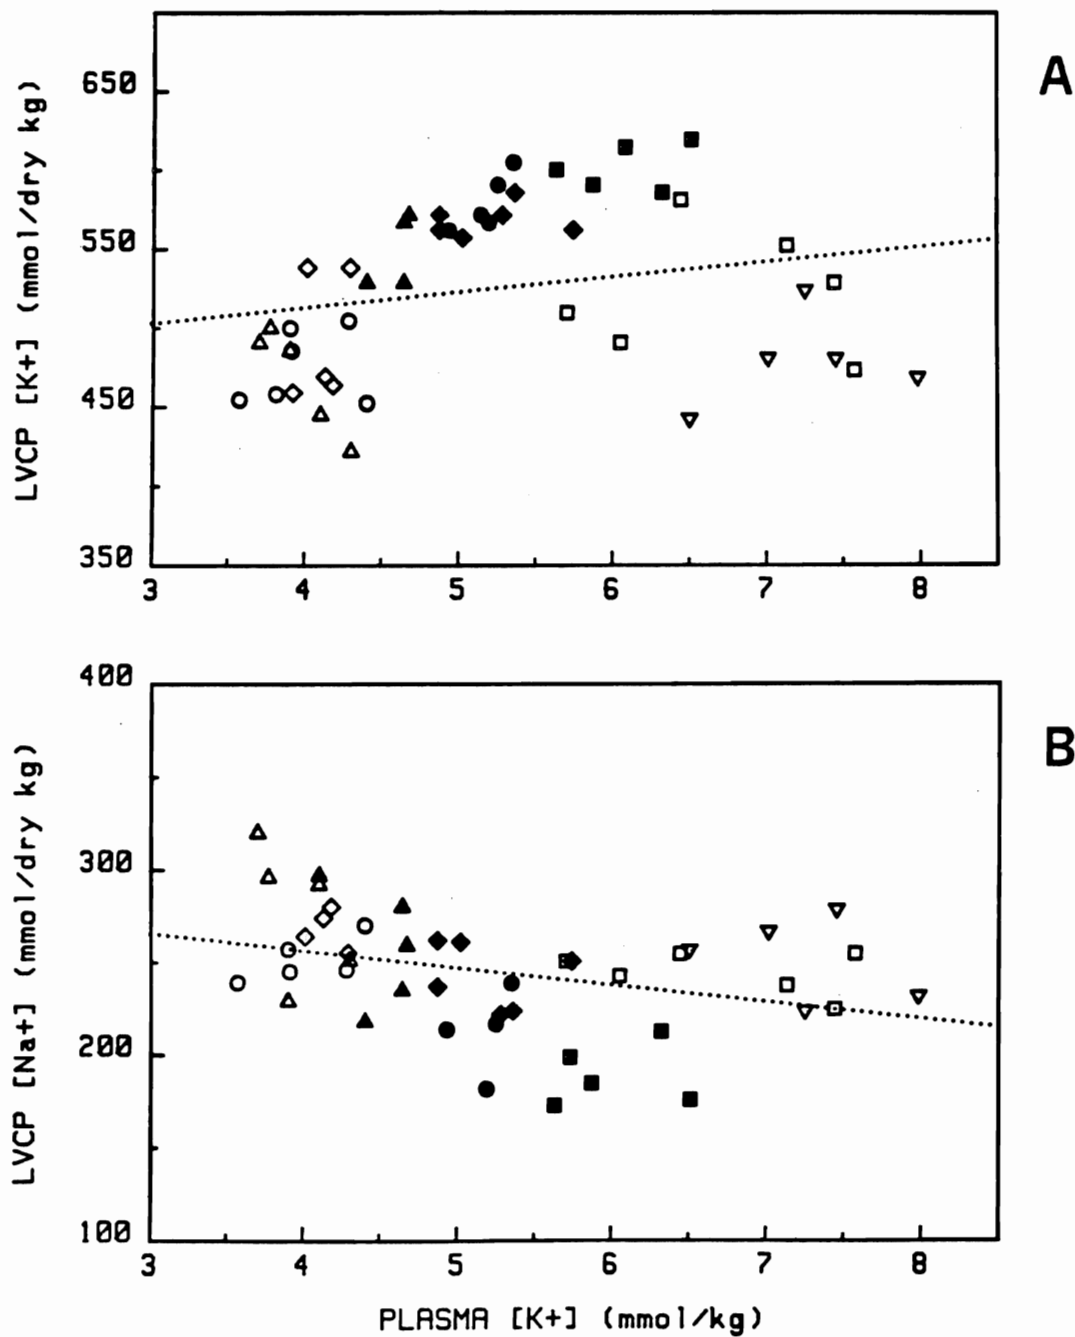 A
LVCP [K+] (mmol/dry kg)
650
550
450
350
3 4 5 6 7 8
B
LVCP [Na+] (mmol/dry kg)
400
300
200
100
3 4 5 6 7 8
PLASMA [K+] (mmol/kg)